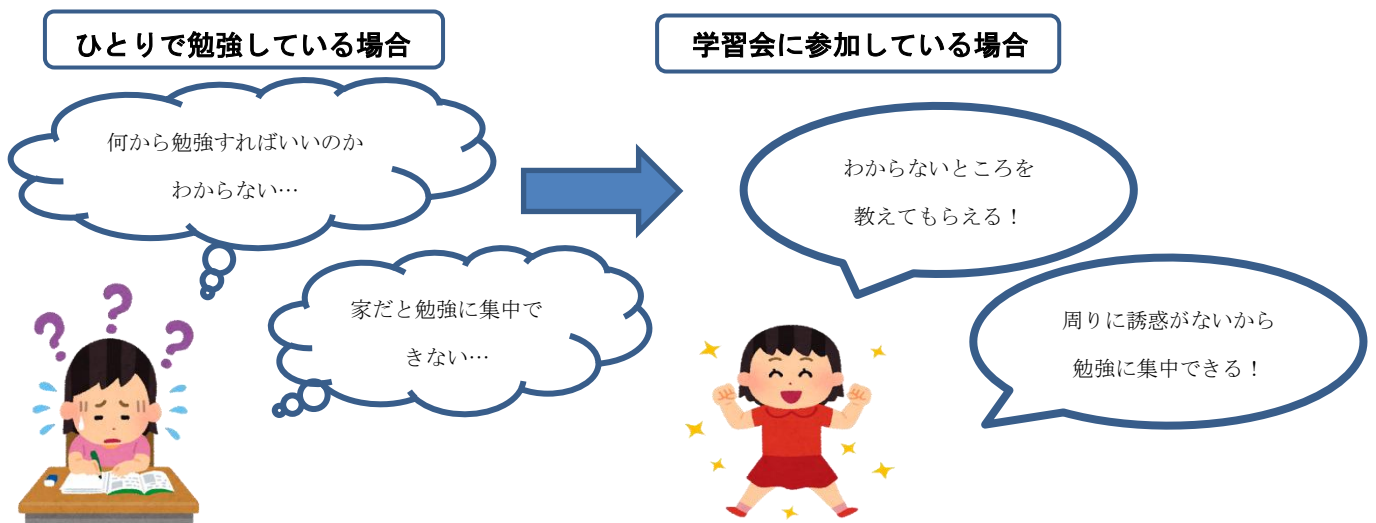 ひとりで勉強している場合
何から勉強すればいいのか
わからない…
家だと勉強に集中で
きない…
学習会に参加している場合
わからないところを
教えてもらえる！
周りに誘惑がないから
勉強に集中できる！